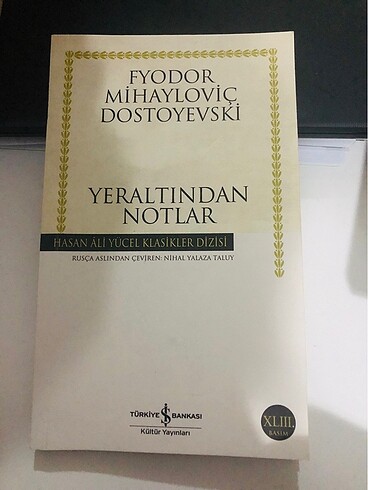 FYODOR
MİHAYLOVİÇ
DOSTOYEVSKİ
YERALTINDAN
NOTLAR
HASAN ÂLİ YÜCEL KLASİKLER DİZİSİ
RUSÇA ASLINDAN ÇEVİREN: NİHAL YALAZA TALUY
TÜRKİYE İŞ BANKASI
Kültür Yayınları
XLIII.
BASIM